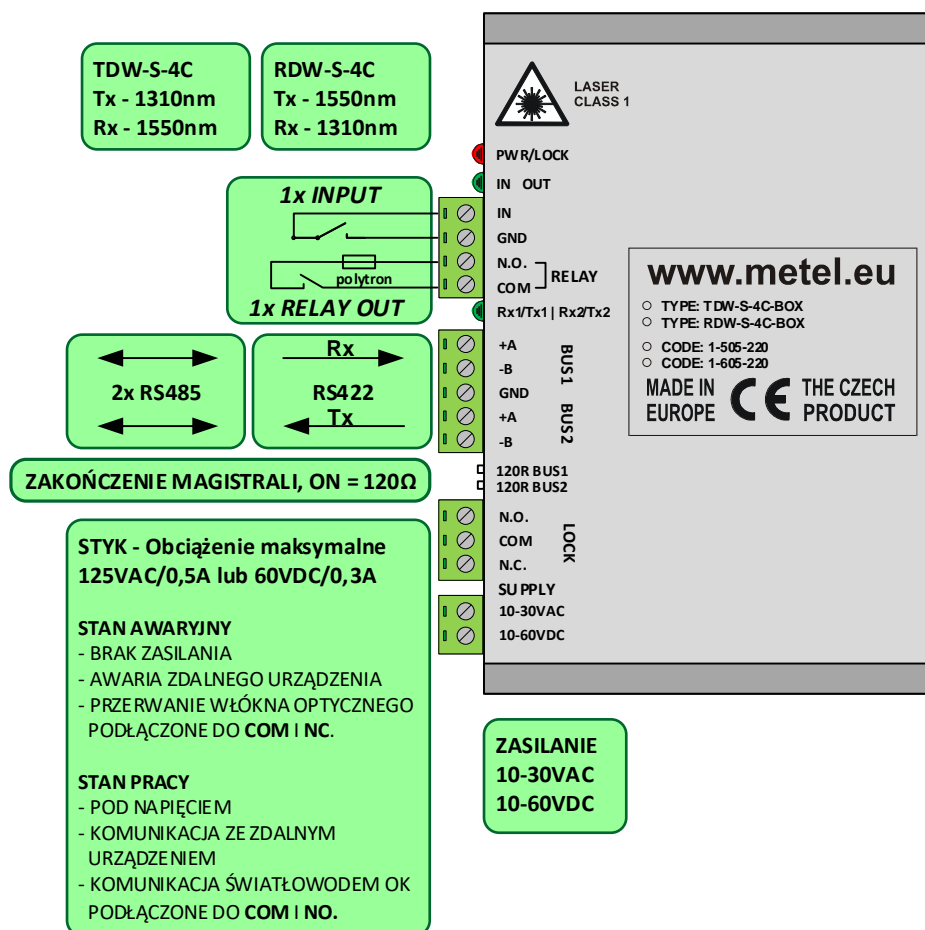 TDW-S-4C
Tx - 1310nm
Rx - 1550nm
RDW-S-4C
Tx - 1550nm
Rx - 1310nm
LASER
CLASS 1
PWR/LOCK
IN OUT
1x INPUT
polytron
1x RELAY OUT
IN
GND
N.O.
COM
RELAY
Rx1/Tx1 | Rx2/Tx2
2x RS485
Rx
RS422
Tx
+A
-B
GND
+A
-B
BUS1
BUS2
www.metel.eu
TYPE: TDW-S-4C-BOX
TYPE: RDW-S-4C-BOX
CODE: 1-505-220
CODE: 1-605-220
MADE IN
EUROPE
CE
THE CZECH
PRODUCT
ZAKOŃCZENIE MAGISTRALI, ON = 120Ω
120R BUS1
120R BUS2
N.O.
COM
N.C.
LOCK
SUPPLY
10-30VAC
10-60VDC
STYK - Obciążenie maksymalne
125VAC/0,5A lub 60VDC/0,3A
STAN AWARYJNY
- BRAK ZASILANIA
- AWARIA ZDALNEGO URZĄDZENIA
- PRZERWANIE WŁÓKNA OPTYCZNEGO
PODŁĄCZONE DO COM I NC.
STAN PRACY
- POD NAPIĘCIEM
- KOMUNIKACJA ZE ZDALNYM
URZĄDZENIEM
- KOMUNIKACJA ŚWIATŁOWODEM OK
PODŁĄCZONE DO COM I NO.
ZASILANIE
10-30VAC
10-60VDC